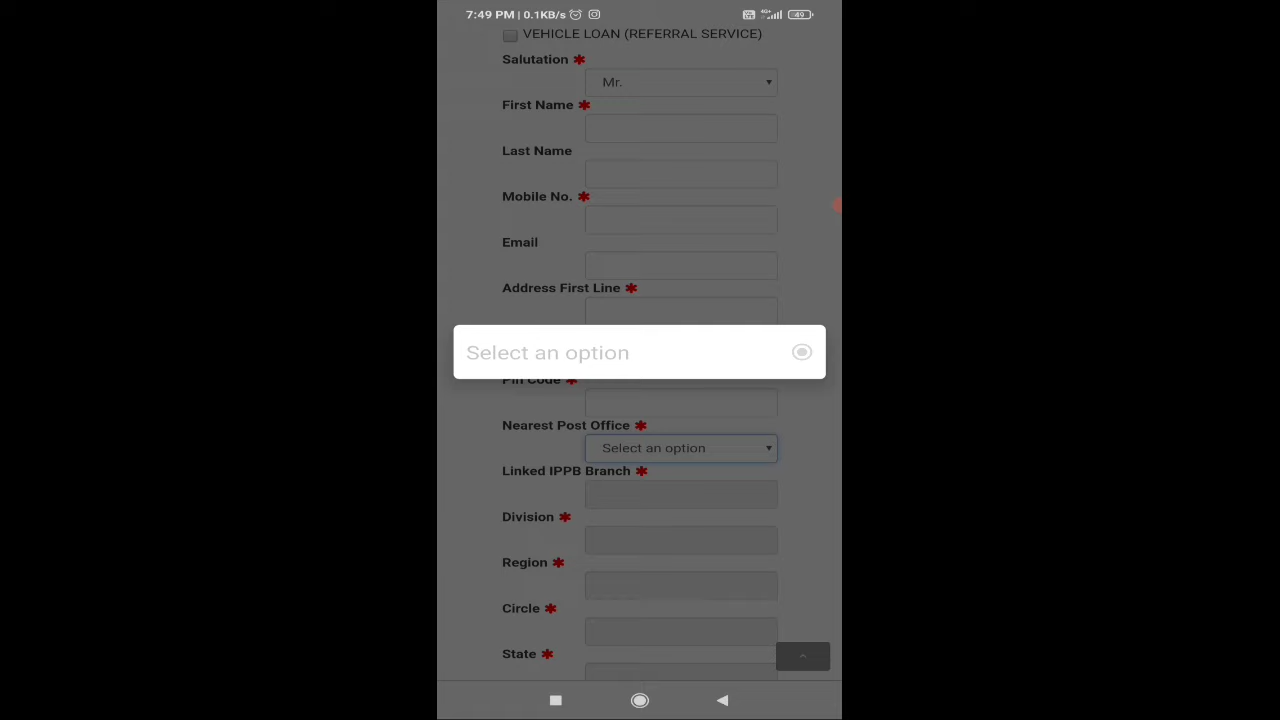 7:49 PM | 0.1KB/s
4G+
49
VEHICLE LOAN (REFERRAL SERVICE)
Salutation *
Mr.
First Name *
Last Name
Mobile No. *
Email
Address First Line *
Select an option
Pin Code *
Nearest Post Office *
Select an option
Linked IPPB Branch *
Division *
Region *
Circle *
State *